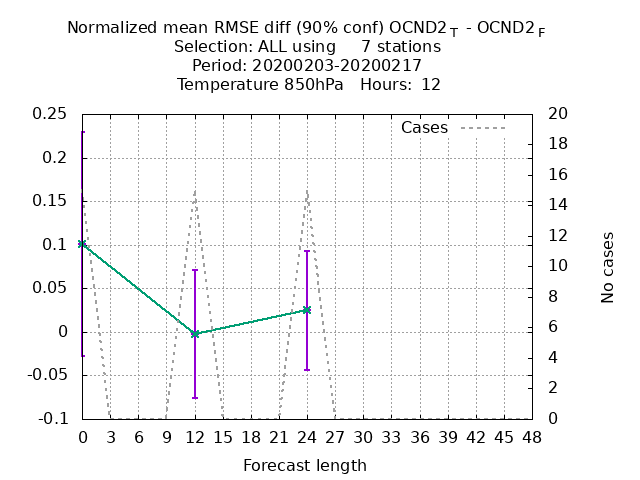 Normalized mean RMSE diff (90% conf) OCND2 T - OCND2 F
Selection: ALL using 7 stations
Period: 20200203-20200217
Temperature 850hPa Hours: 12
Cases
0.25
0.2
0.15
0.1
0.05
0
-0.05
-0.1
20
18
16
14
12
10
8
6
4
2
0
No cases
0 3 6 9 12 15 18 21 24 27 30 33 36 39 42 45 48
Forecast length